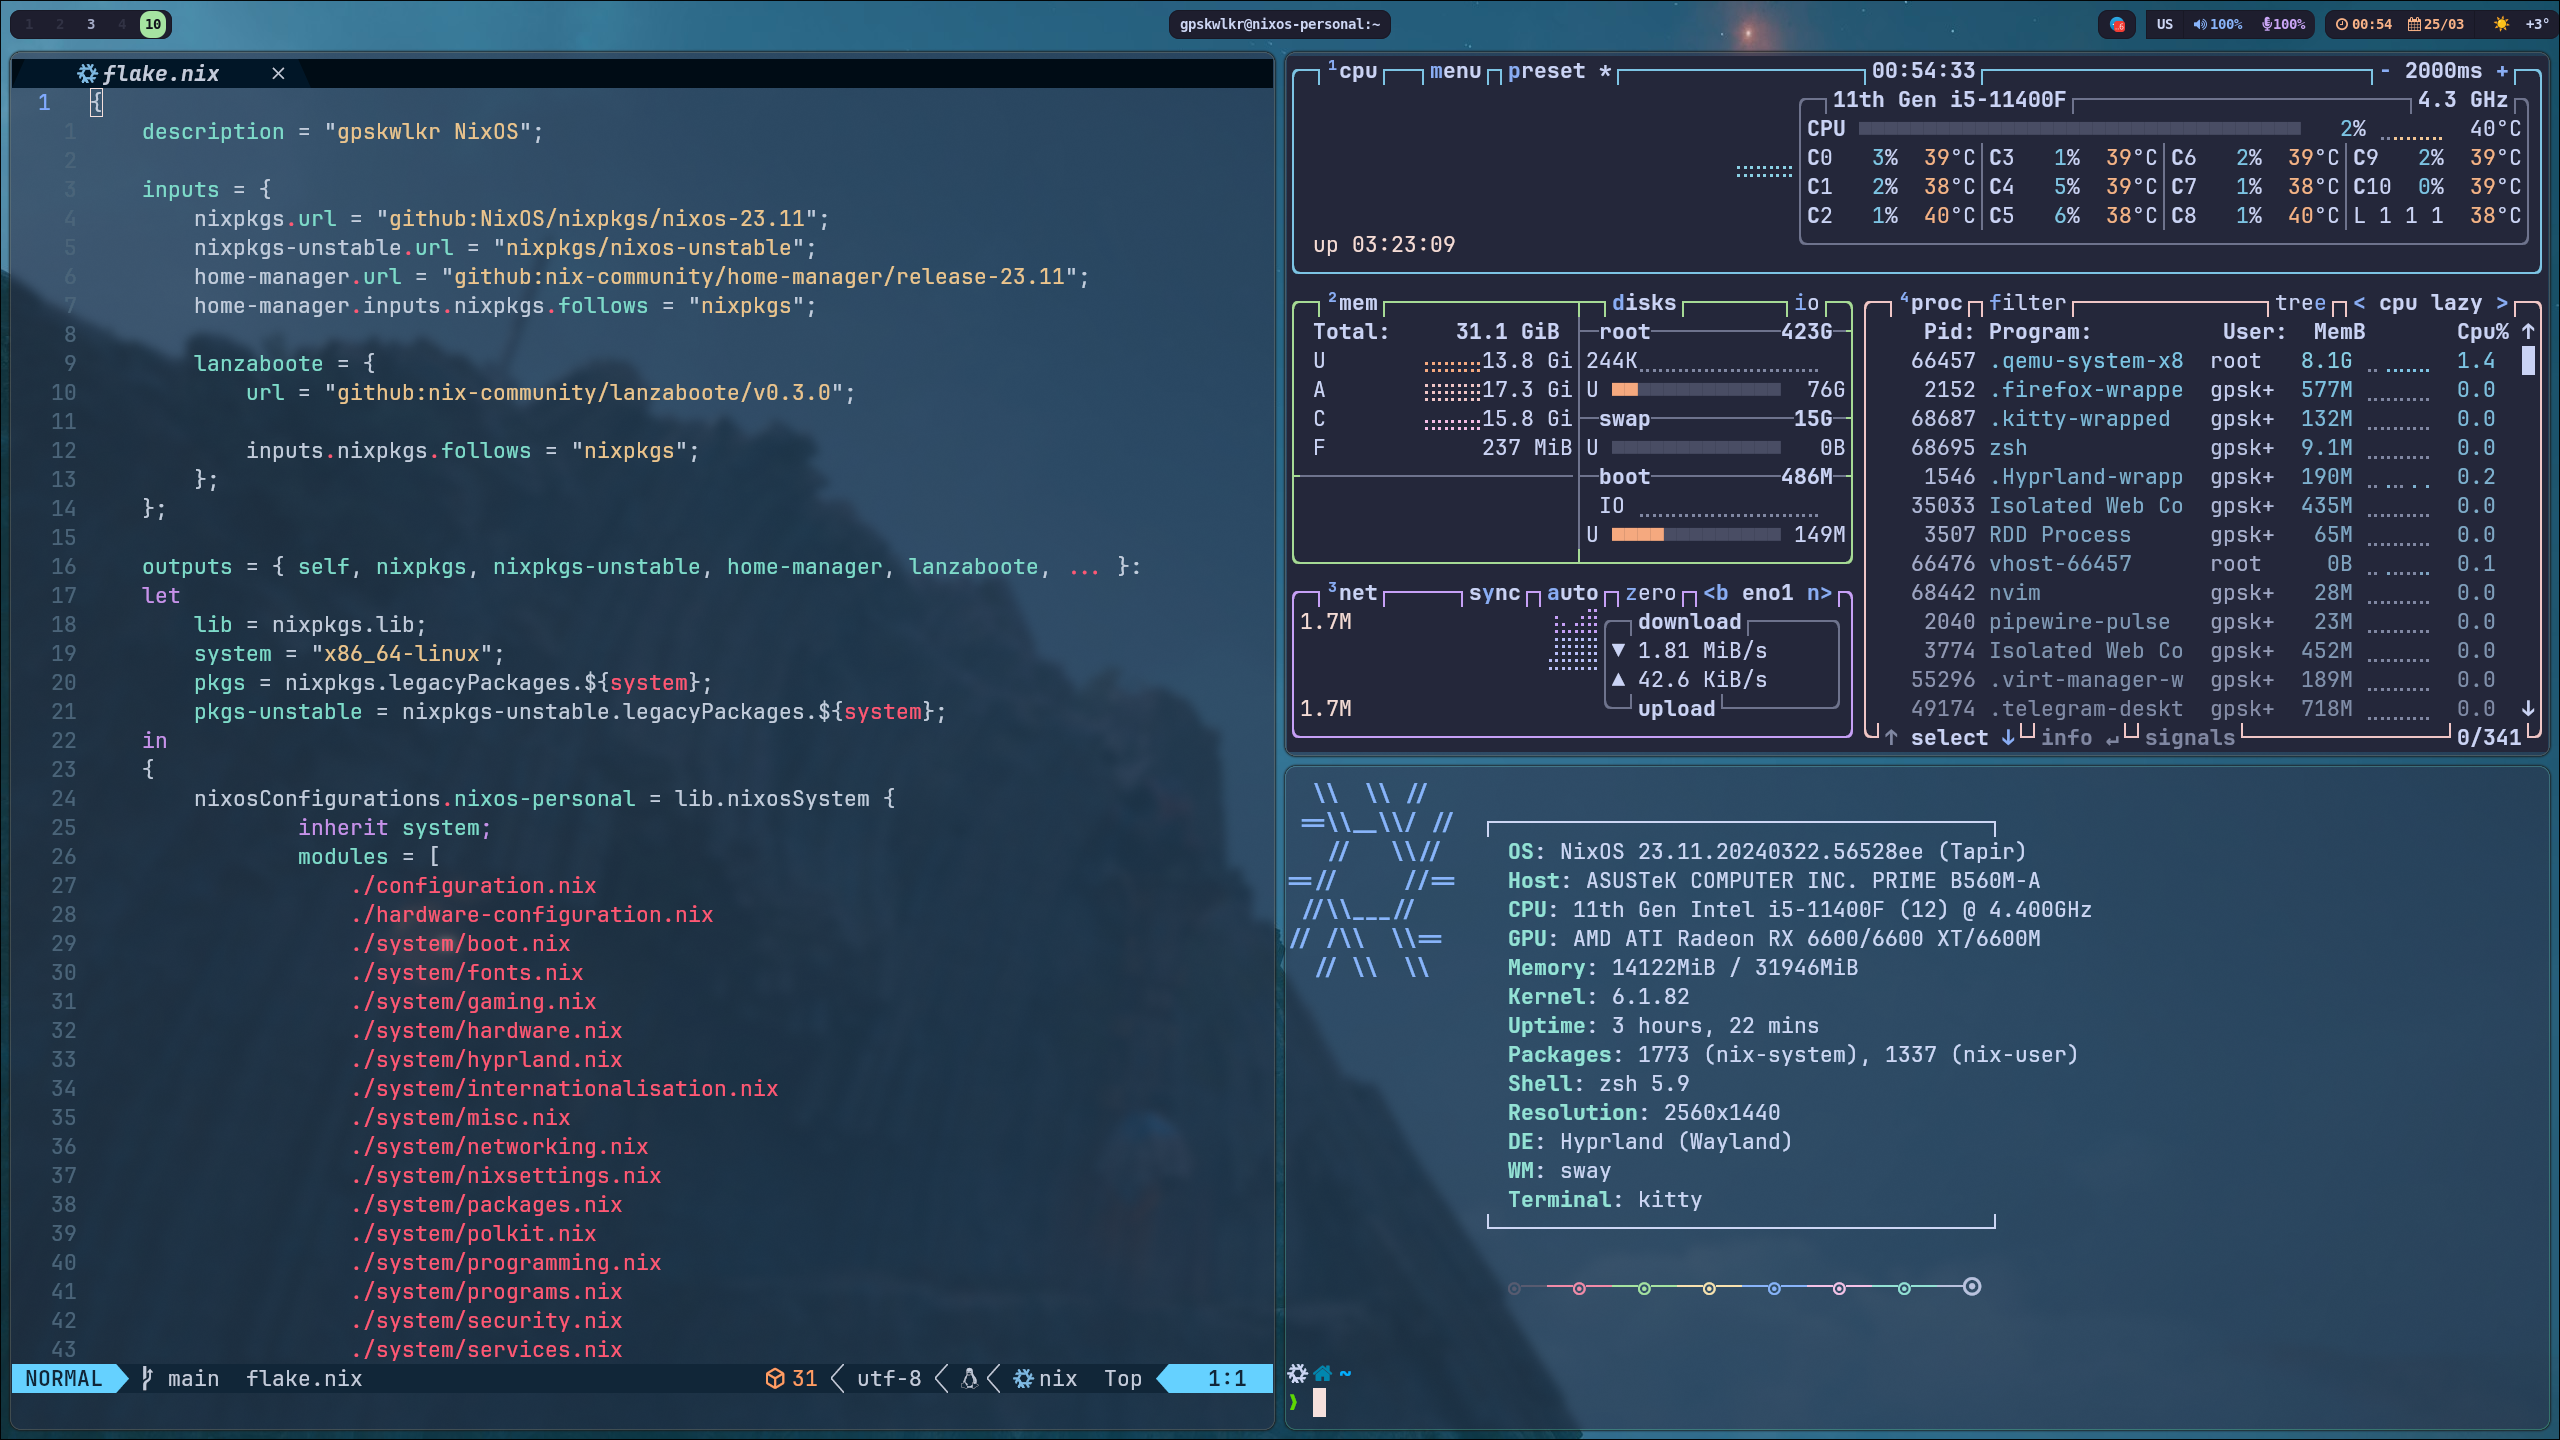 1 2 3 4 10
gpskwlkr@nixos-personal:~
US 100% 100% 00:54 25/03 +3°
flake.nix ×
1 {
1 description = "gpskwlkr NixOS";
2
3 inputs = {
4 nixpkgs.url = "github:NixOS/nixpkgs/nixos-23.11";
5 nixpkgs-unstable.url = "nixpkgs/nixos-unstable";
6 home-manager.url = "github:nix-community/home-manager/release-23.11";
7 home-manager.inputs.nixpkgs.follows = "nixpkgs";
8
9 lanzaboote = {
10 url = "github:nix-community/lanzaboote/v0.3.0";
11
12 inputs.nixpkgs.follows = "nixpkgs";
13 };
14 };
15
16 outputs = { self, nixpkgs, nixpkgs-unstable, home-manager, lanzaboote, ... }:
17 let
18 lib = nixpkgs.lib;
19 system = "x86_64-linux";
20 pkgs = nixpkgs.legacyPackages.${system};
21 pkgs-unstable = nixpkgs-unstable.legacyPackages.${system};
22 in
23 {
24 nixosConfigurations.nixos-personal = lib.nixosSystem {
25 inherit system;
26 modules = [
27 ./configuration.nix
28 ./hardware-configuration.nix
29 ./system/boot.nix
30 ./system/fonts.nix
31 ./system/gaming.nix
32 ./system/hardware.nix
33 ./system/hyprland.nix
34 ./system/internationalisation.nix
35 ./system/misc.nix
36 ./system/networking.nix
37 ./system/nixsettings.nix
38 ./system/packages.nix
39 ./system/polkit.nix
40 ./system/programming.nix
41 ./system/programs.nix
42 ./system/security.nix
43 ./system/services.nix
NORMAL main flake.nix 31 utf-8 nix Top 1:1
1cpu menu preset * 00:54:33 - 2000ms +
11th Gen i5-11400F 4.3 GHz
CPU 2% 40°C
C0 3% 39°C C3 1% 39°C C6 2% 39°C C9 2% 39°C
C1 2% 38°C C4 5% 39°C C7 1% 38°C C10 0% 39°C
C2 1% 40°C C5 6% 38°C C8 1% 40°C L 1 1 1 38°C
up 03:23:09
2mem disks io
Total: 31.1 GiB root 423G
U 13.8 Gi 244K
A 17.3 Gi U 76G
C 15.8 Gi swap 15G
F 237 MiB U 0B
boot 486M
IO
U 149M
3net sync auto zero <b eno1 n>
1.7M download
▼ 1.81 MiB/s
▲ 42.6 KiB/s
1.7M upload
4proc filter tree < cpu lazy >
Pid: Program: User: MemB Cpu% ↑
66457 .qemu-system-x8 root 8.1G 1.4
2152 .firefox-wrappe gpsk+ 577M 0.0
68687 .kitty-wrapped gpsk+ 132M 0.0
68695 zsh gpsk+ 9.1M 0.0
1546 .Hyprland-wrapp gpsk+ 190M 0.2
35033 Isolated Web Co gpsk+ 435M 0.0
3507 RDD Process gpsk+ 65M 0.0
66476 vhost-66457 root 0B 0.1
68442 nvim gpsk+ 28M 0.0
2040 pipewire-pulse gpsk+ 23M 0.0
3774 Isolated Web Co gpsk+ 452M 0.0
55296 .virt-manager-w gpsk+ 189M 0.0
49174 .telegram-deskt gpsk+ 718M 0.0 ↓
↑ select ↓ info ↵ signals 0/341
OS: NixOS 23.11.20240322.56528ee (Tapir)
Host: ASUSTeK COMPUTER INC. PRIME B560M-A
CPU: 11th Gen Intel i5-11400F (12) @ 4.400GHz
GPU: AMD ATI Radeon RX 6600/6600 XT/6600M
Memory: 14122MiB / 31946MiB
Kernel: 6.1.82
Uptime: 3 hours, 22 mins
Packages: 1773 (nix-system), 1337 (nix-user)
Shell: zsh 5.9
Resolution: 2560x1440
DE: Hyprland (Wayland)
WM: sway
Terminal: kitty
~
❯